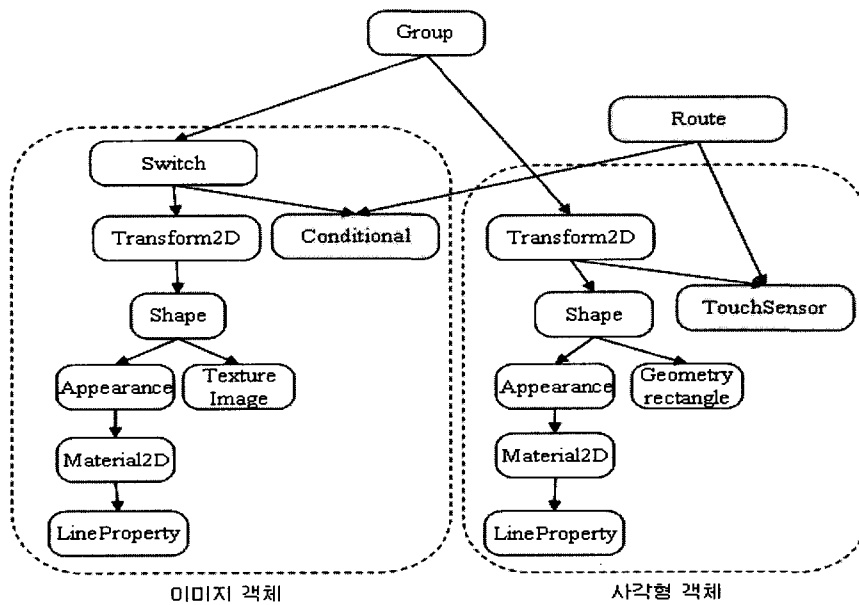 Group
Route
Switch
Conditional
Transform2D
Transform2D
TouchSensor
Shape
Shape
Appearance
Texture
Image
Appearance
Geometry
rectangle
Material2D
Material2D
LineProperty
LineProperty
이미지 객체
사각형 객체